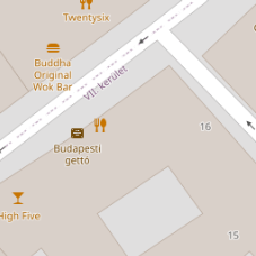 Twentysix
Buddha
Original
Wok Bar
VII. kerület
Budapesti
gettó
16
High Five
15